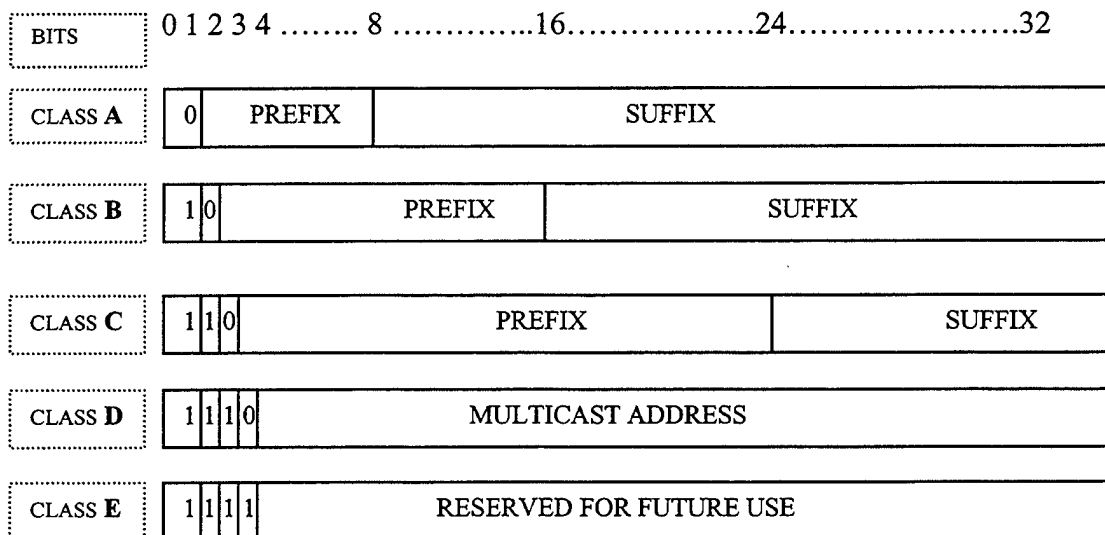 BITS 0 1 2 3 4 ........ 8 ..............16....................24.......................32
CLASS A 0 PREFIX SUFFIX
CLASS B 1 0 PREFIX SUFFIX
CLASS C 1 1 0 PREFIX SUFFIX
CLASS D 1 1 1 0 MULTICAST ADDRESS
CLASS E 1 1 1 1 RESERVED FOR FUTURE USE